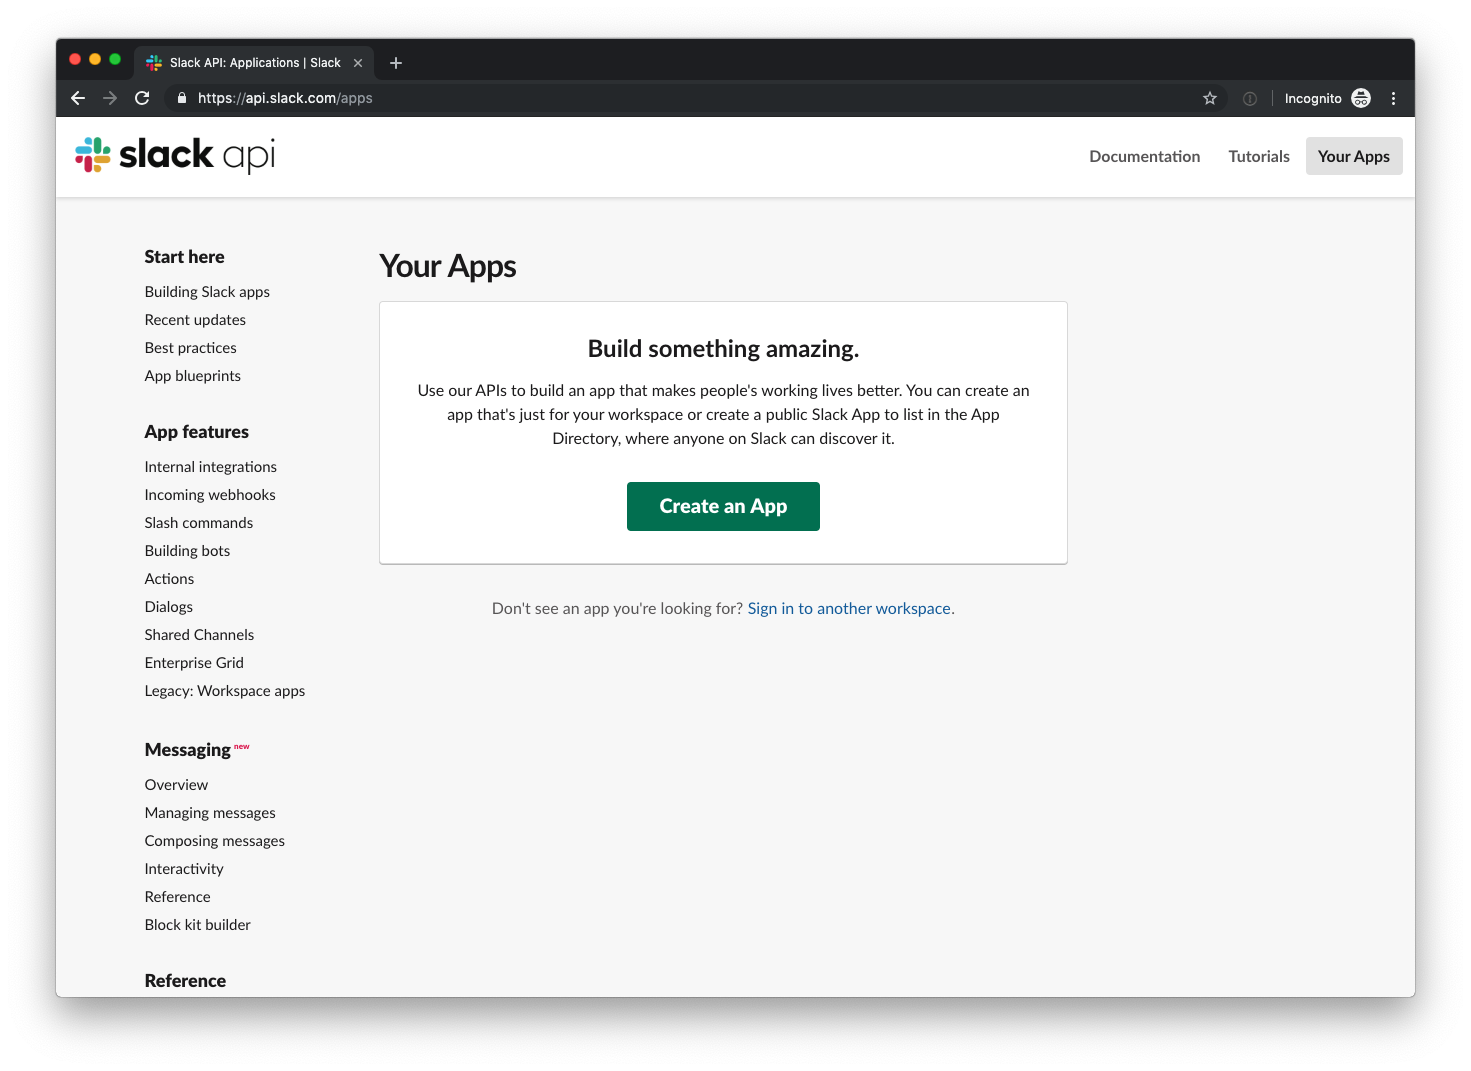 Slack API: Applications | Slack
https://api.slack.com/apps
Incognito
slack api
Documentation
Tutorials
Your Apps
Start here
Building Slack apps
Recent updates
Best practices
App blueprints
App features
Internal integrations
Incoming webhooks
Slash commands
Building bots
Actions
Dialogs
Shared Channels
Enterprise Grid
Legacy: Workspace apps
Messaging new
Overview
Managing messages
Composing messages
Interactivity
Reference
Block kit builder
Reference
Your Apps
Build something amazing.
Use our APIs to build an app that makes people's working lives better. You can create an
app that's just for your workspace or create a public Slack App to list in the App
Directory, where anyone on Slack can discover it.
Create an App
Don't see an app you're looking for? Sign in to another workspace.